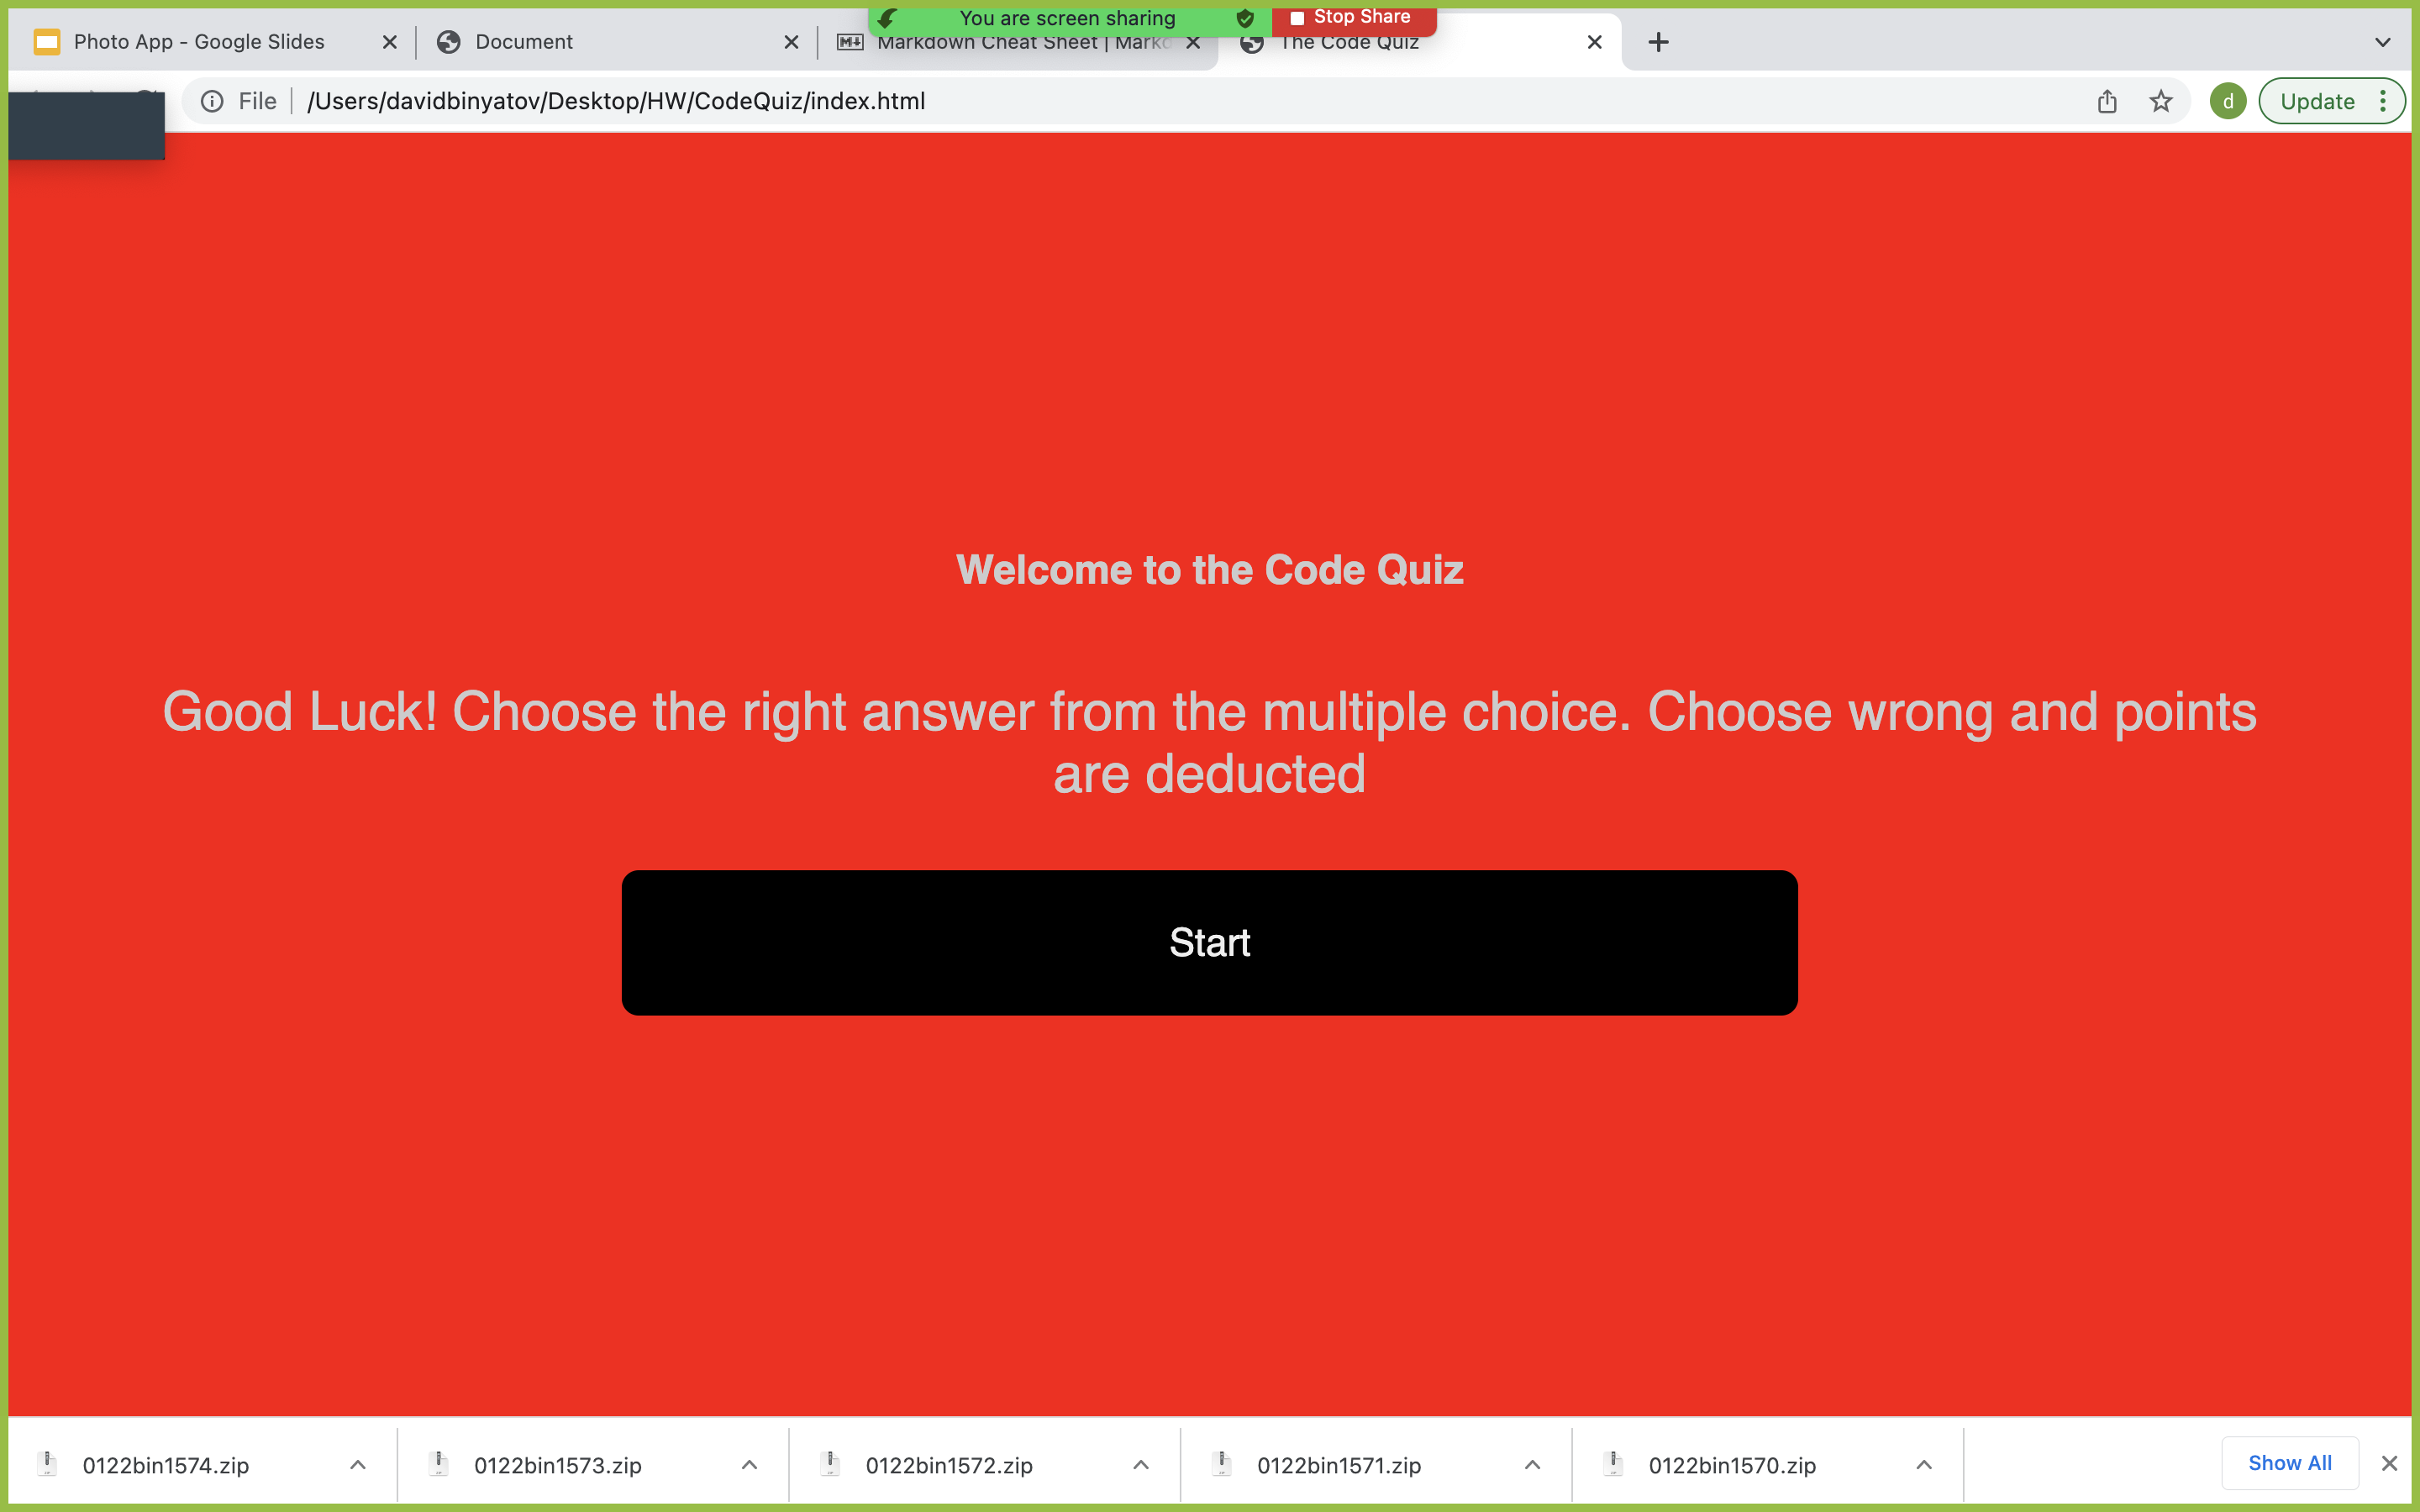 You are screen sharing Stop Share
Photo App - Google Slides Document Markdown Cheat Sheet | Markd The Code Quiz
File /Users/davidbinyatov/Desktop/HW/CodeQuiz/index.html d Update
Welcome to the Code Quiz
Good Luck! Choose the right answer from the multiple choice. Choose wrong and points
are deducted
Start
0122bin1574.zip 0122bin1573.zip 0122bin1572.zip 0122bin1571.zip 0122bin1570.zip Show All